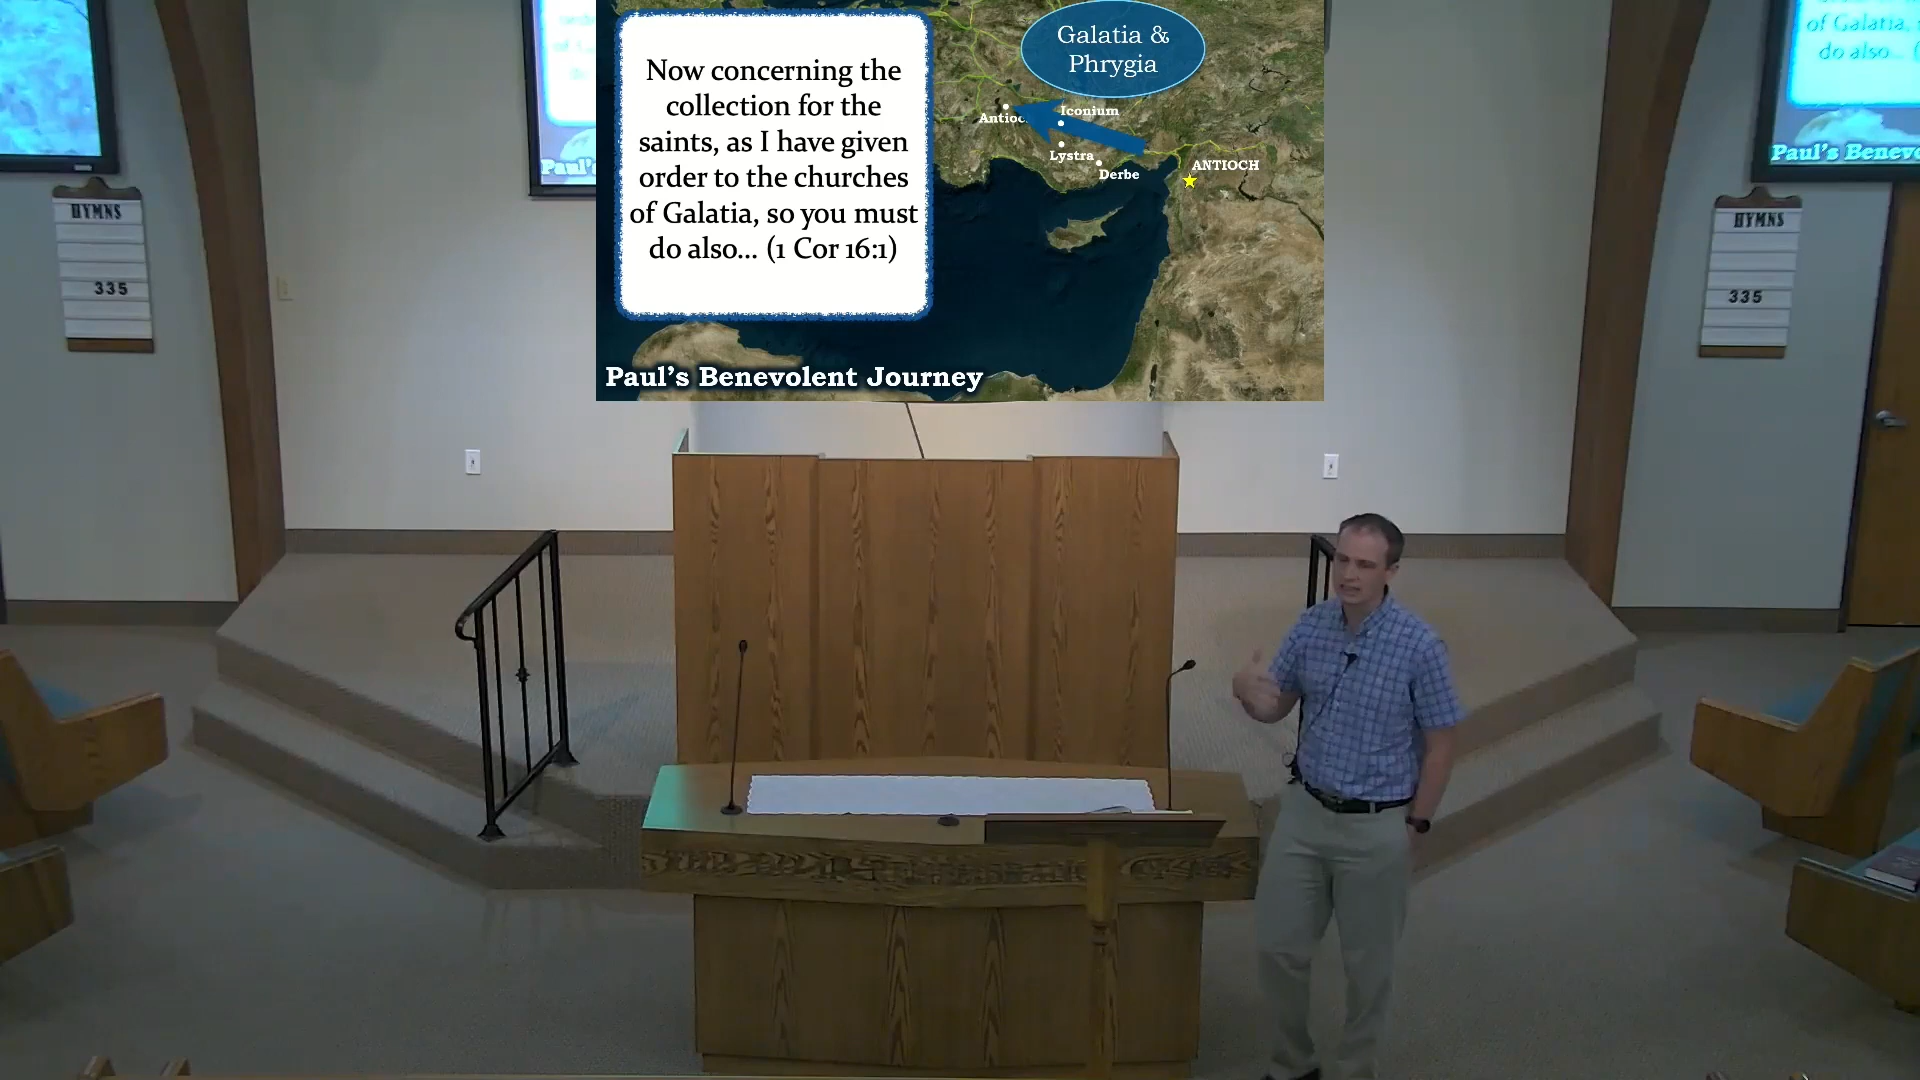 Now concerning the
collection for the
saints, as I have given
order to the churches
of Galatia, so you must
do also... (1 Cor 16:1)
Galatia &
Phrygia
Iconium
Lystra
Derbe
ANTIOCH
Paul's Benevolent Journey
HYMNS
335
HYMNS
335
of Galatia,
do also...